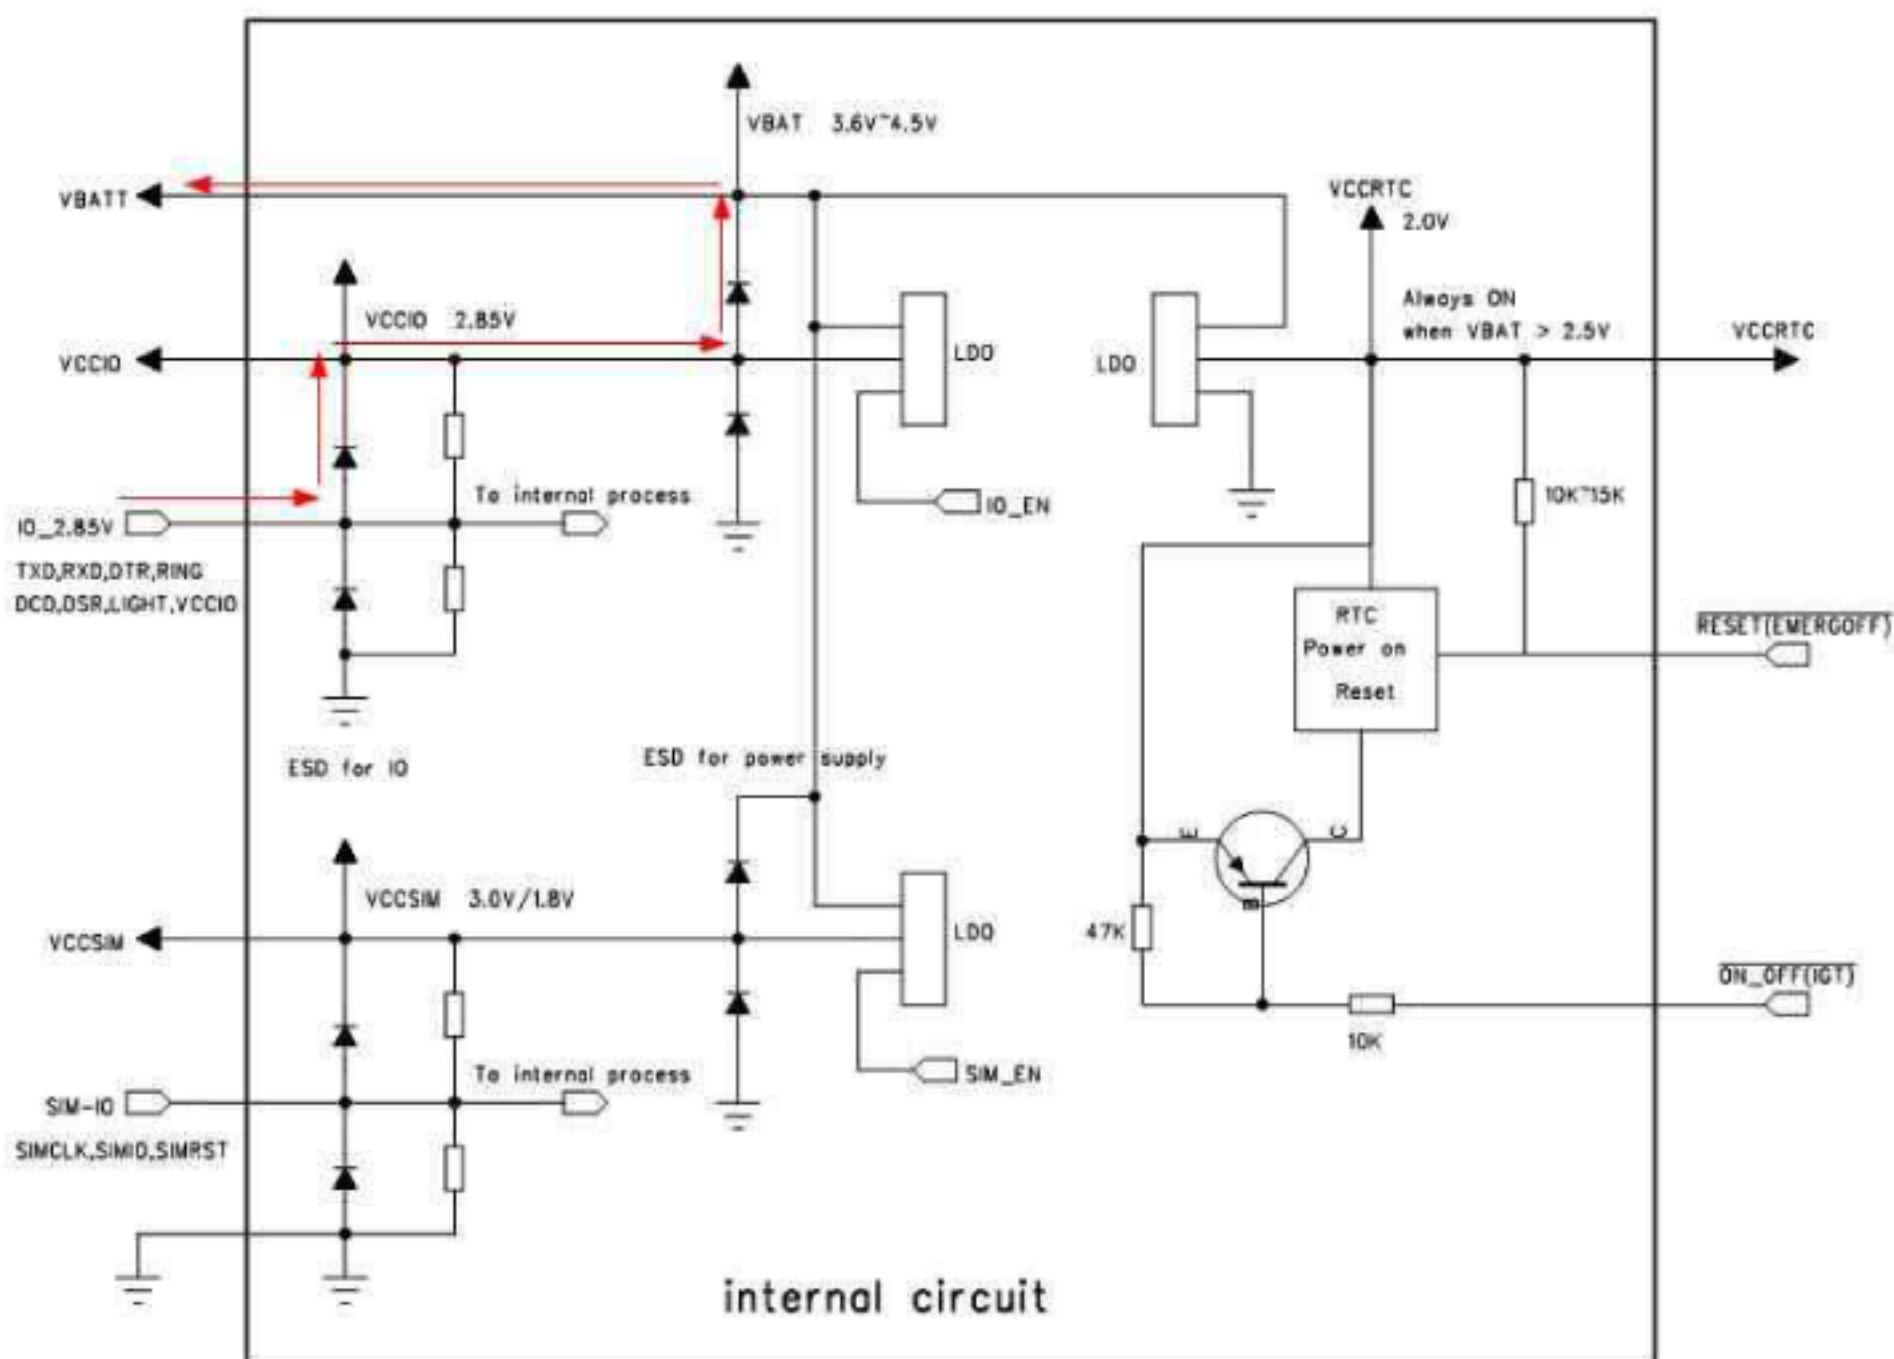 VBAT 3.6V~4.5V
VBATT
VCCRTC
2.0V
VCCIO 2.85V
Always ON
when VBAT > 2.5V
VCCIO
LDO
LDO
VCCRTC
To internal process
10K~15K
IO_2.85V
IO_EN
TXD,RXD,DTR,RING
DCD,DSR,LIGHT,VCCIO
RTC
Power on
Reset
RESET(EMERGOFF)
ESD for IO
ESD for power supply
E
C
VCCSIM 3.0V/1.8V
B
VCCSIM
LDO
47K
ON_OFF(IGT)
10K
To internal process
SIM_EN
SIM-IO
SIMCLK,SIMIO,SIMRST
internal circuit